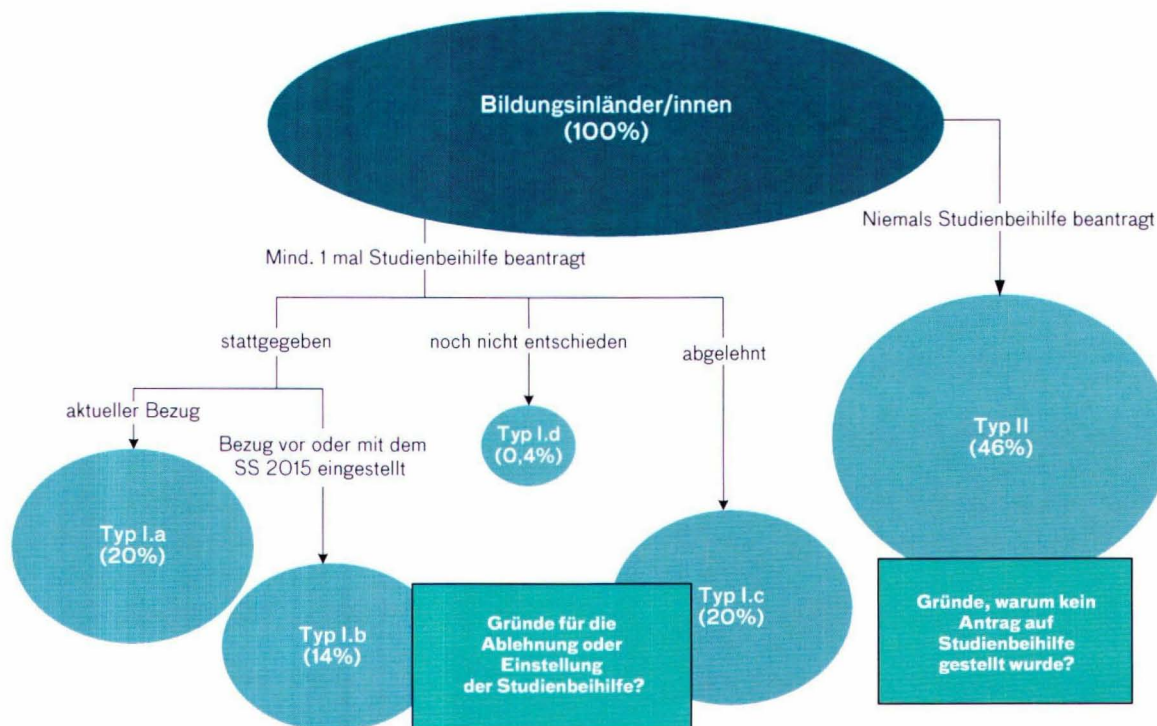 Bildungsinländer/innen
(100%)
Niemals Studienbeihilfe beantragt
Mind. 1 mal Studienbeihilfe beantragt
stattgegeben
noch nicht entschieden
abgelehnt
aktueller Bezug
Bezug vor oder mit dem
SS 2015 eingestellt
Typ I.d
(0,4%)
Typ II
(46%)
Typ I.a
(20%)
Typ I.b
(14%)
Typ I.c
(20%)
Gründe für die
Ablehnung oder
Einstellung
der Studienbeihilfe?
Gründe, warum kein
Antrag auf
Studienbeihilfe
gestellt wurde?